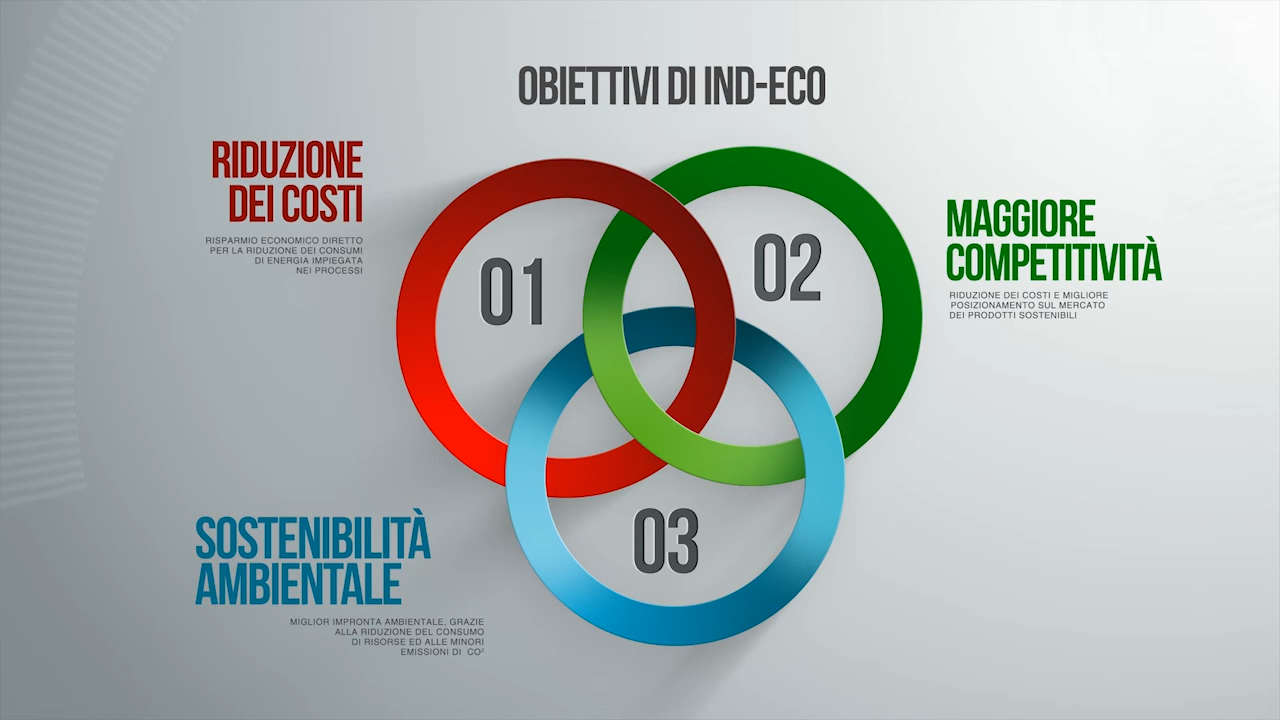 OBIETTIVI DI IND-ECO
RIDUZIONE
DEI COSTI
RISPARMIO ECONOMICO DIRETTO
PER LA RIDUZIONE DEI CONSUMI
DI ENERGIA IMPIEGATA
NEI PROCESSI
01
02
MAGGIORE
COMPETITIVITÀ
RIDUZIONE DEI COSTI E MIGLIORE
POSIZIONAMENTO SUL MERCATO
DEI PRODOTTI SOSTENIBILI
03
SOSTENIBILITÀ
AMBIENTALE
MIGLIOR IMPRONTA AMBIENTALE, GRAZIE
ALLA RIDUZIONE DEL CONSUMO
DI RISORSE ED ALLE MINORI
EMISSIONI DI CO²